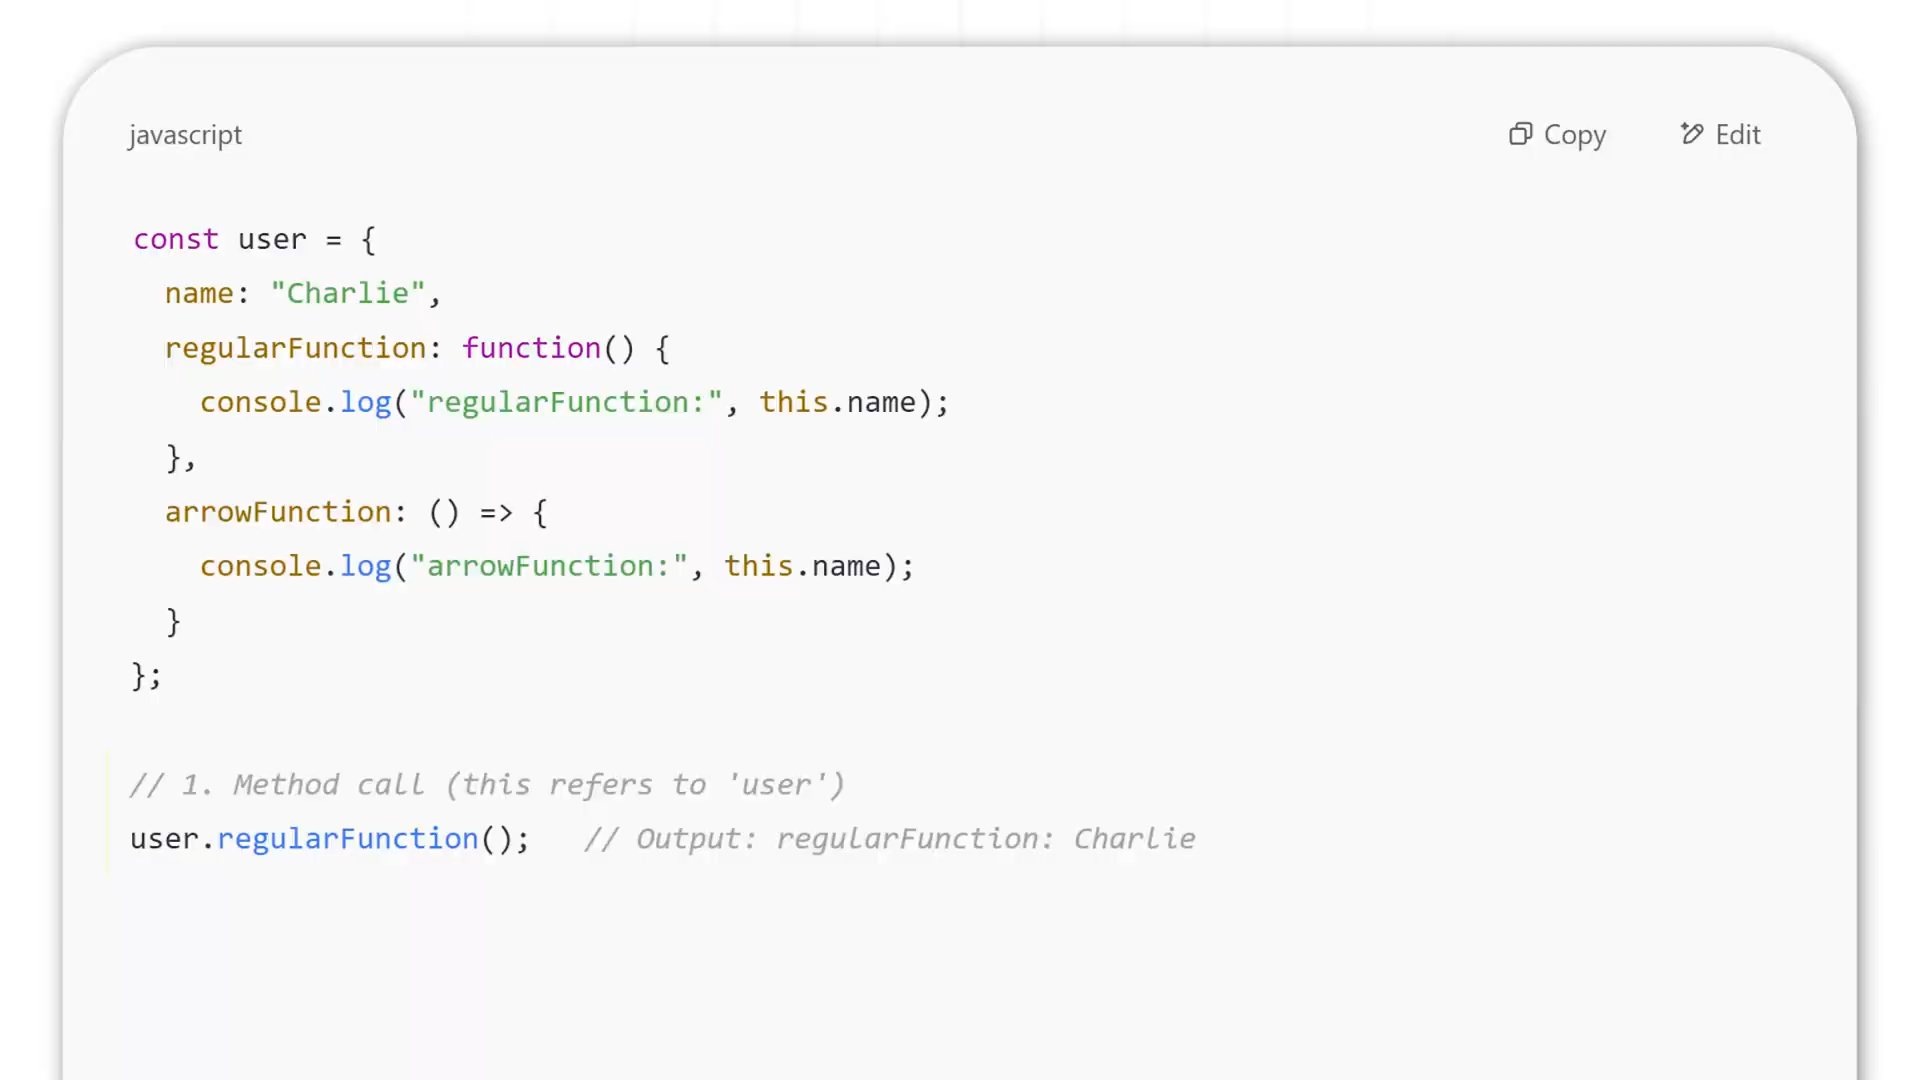 javascript
Copy
Edit
const user = {
  name: "Charlie",
  regularFunction: function() {
    console.log("regularFunction:", this.name);
  },
  arrowFunction: () => {
    console.log("arrowFunction:", this.name);
  }
};
// 1. Method call (this refers to 'user')
user.regularFunction();   // Output: regularFunction: Charlie